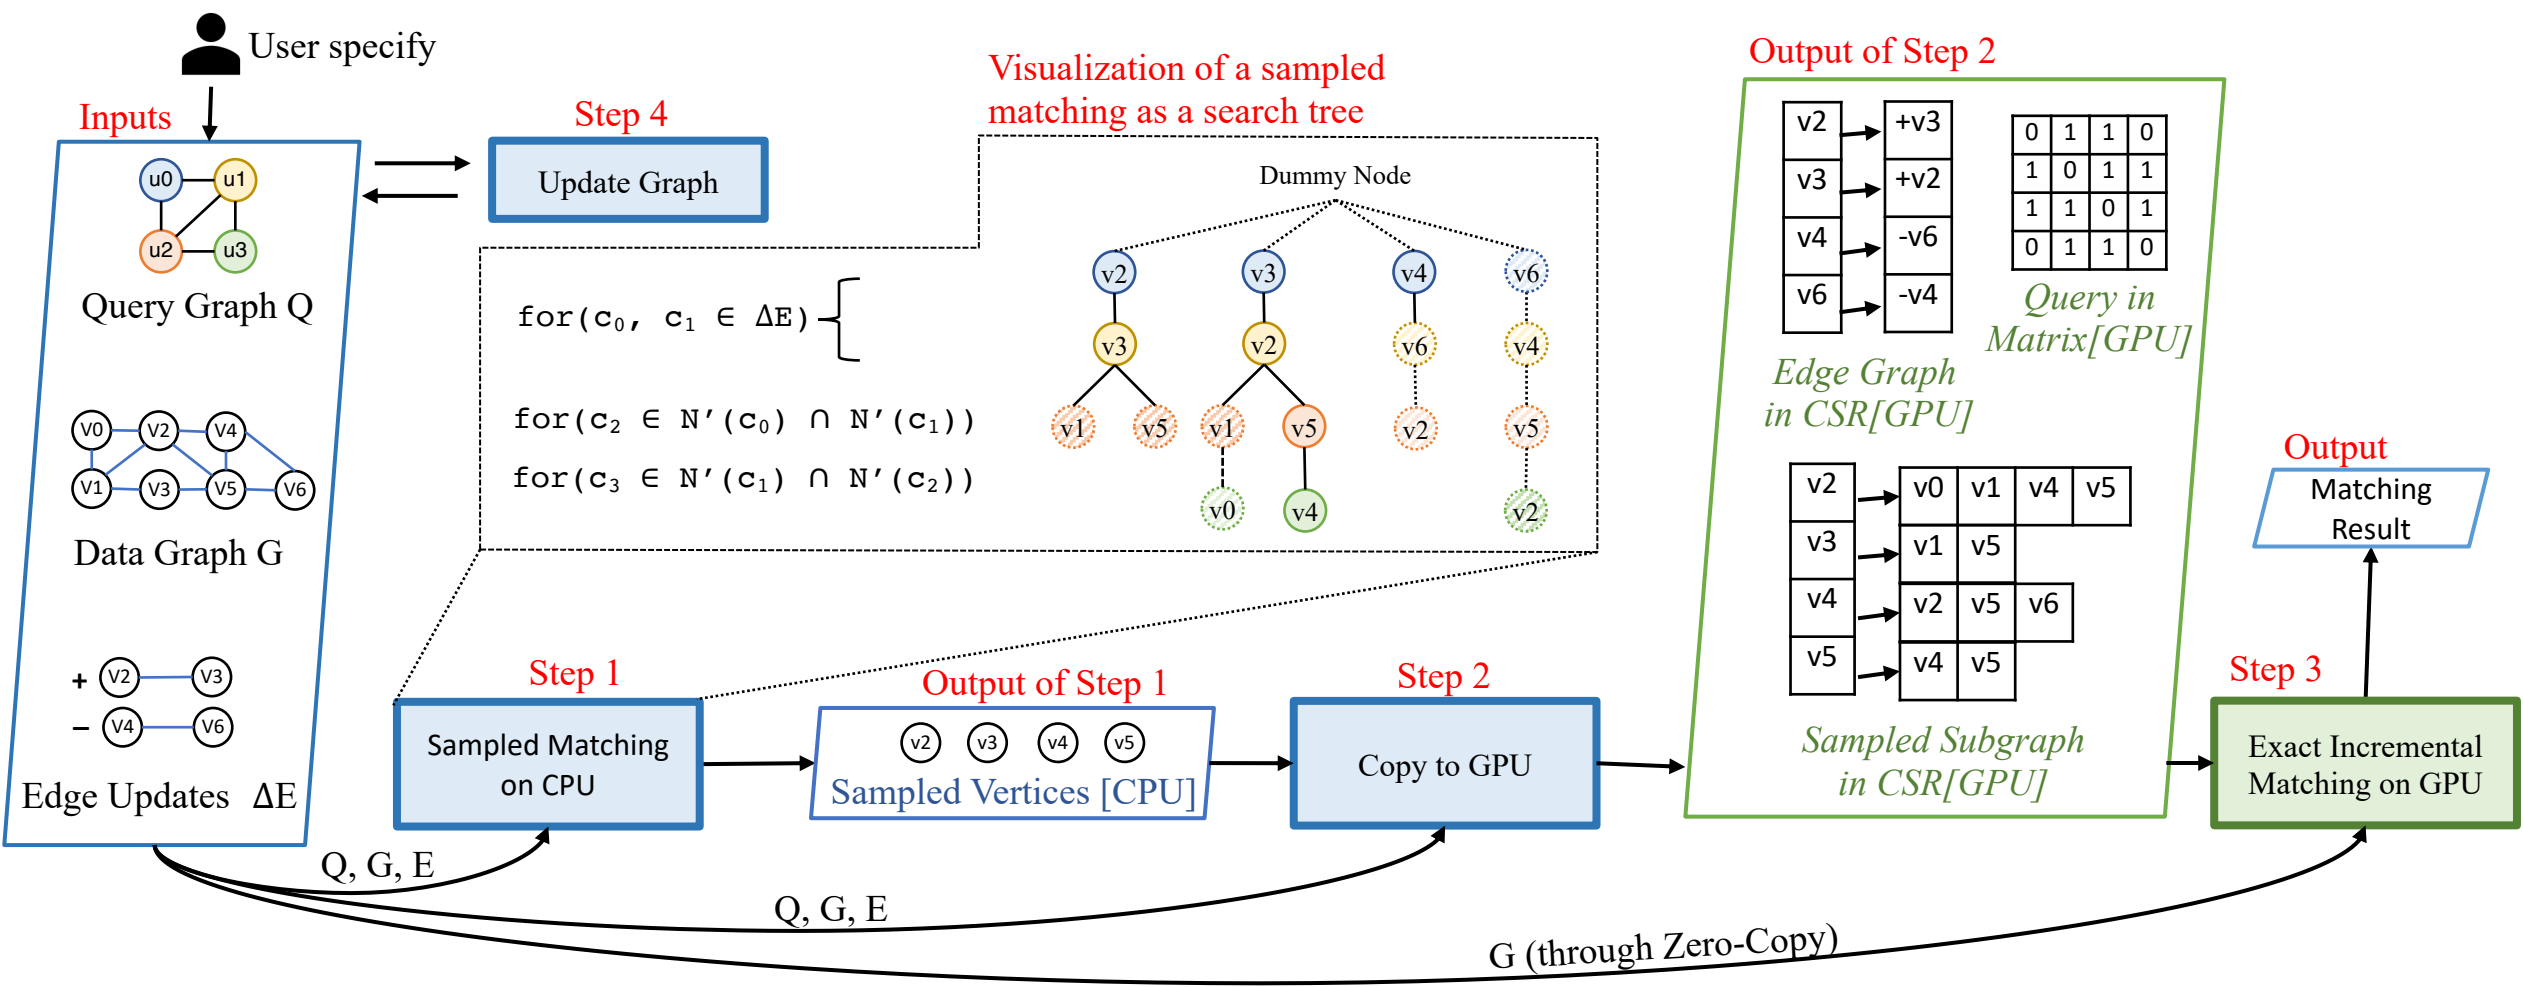 User specify
Inputs
u0 u1
u2 u3
Query Graph Q
V0 V2 V4
V1 V3 V5 V6
Data Graph G
+ V2 V3
− V4 V6
Edge Updates ΔE
Step 4
Update Graph
Visualization of a sampled
matching as a search tree
Dummy Node
for(c₀, c₁ ∈ ΔE)
for(c₂ ∈ N’(c₀) ∩ N’(c₁))
for(c₃ ∈ N’(c₁) ∩ N’(c₂))
v2 v3 v4 v6
v3 v2 v6 v4
v1 v5 v1 v5 v2 v5
v0 v4 v2
Step 1
Sampled Matching
on CPU
Output of Step 1
v2 v3 v4 v5
Sampled Vertices [CPU]
Step 2
Copy to GPU
Output of Step 2
v2 +v3
v3 +v2
v4 -v6
v6 -v4
Edge Graph
in CSR[GPU]
0 1 1 0
1 0 1 1
1 1 0 1
0 1 1 0
Query in
Matrix[GPU]
v2 v0 v1 v4 v5
v3 v1 v5
v4 v2 v5 v6
v5 v4 v5
Sampled Subgraph
in CSR[GPU]
Step 3
Exact Incremental
Matching on GPU
Output
Matching
Result
Q, G, E
Q, G, E
G (through Zero-Copy)